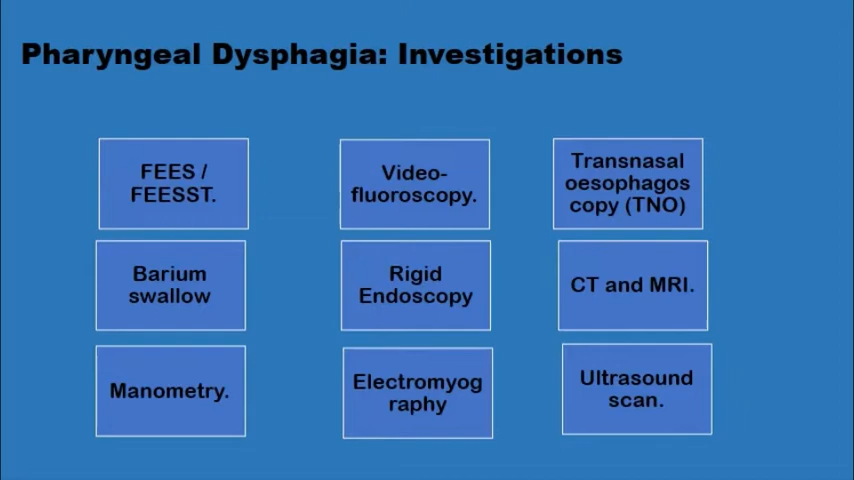 Pharyngeal Dysphagia: Investigations
FEES /
FEESST.
Video-
fluoroscopy.
Transnasal
oesophagos
copy (TNO)
Barium
swallow
Rigid
Endoscopy
CT and MRI.
Manometry.
Electromyog
raphy
Ultrasound
scan.